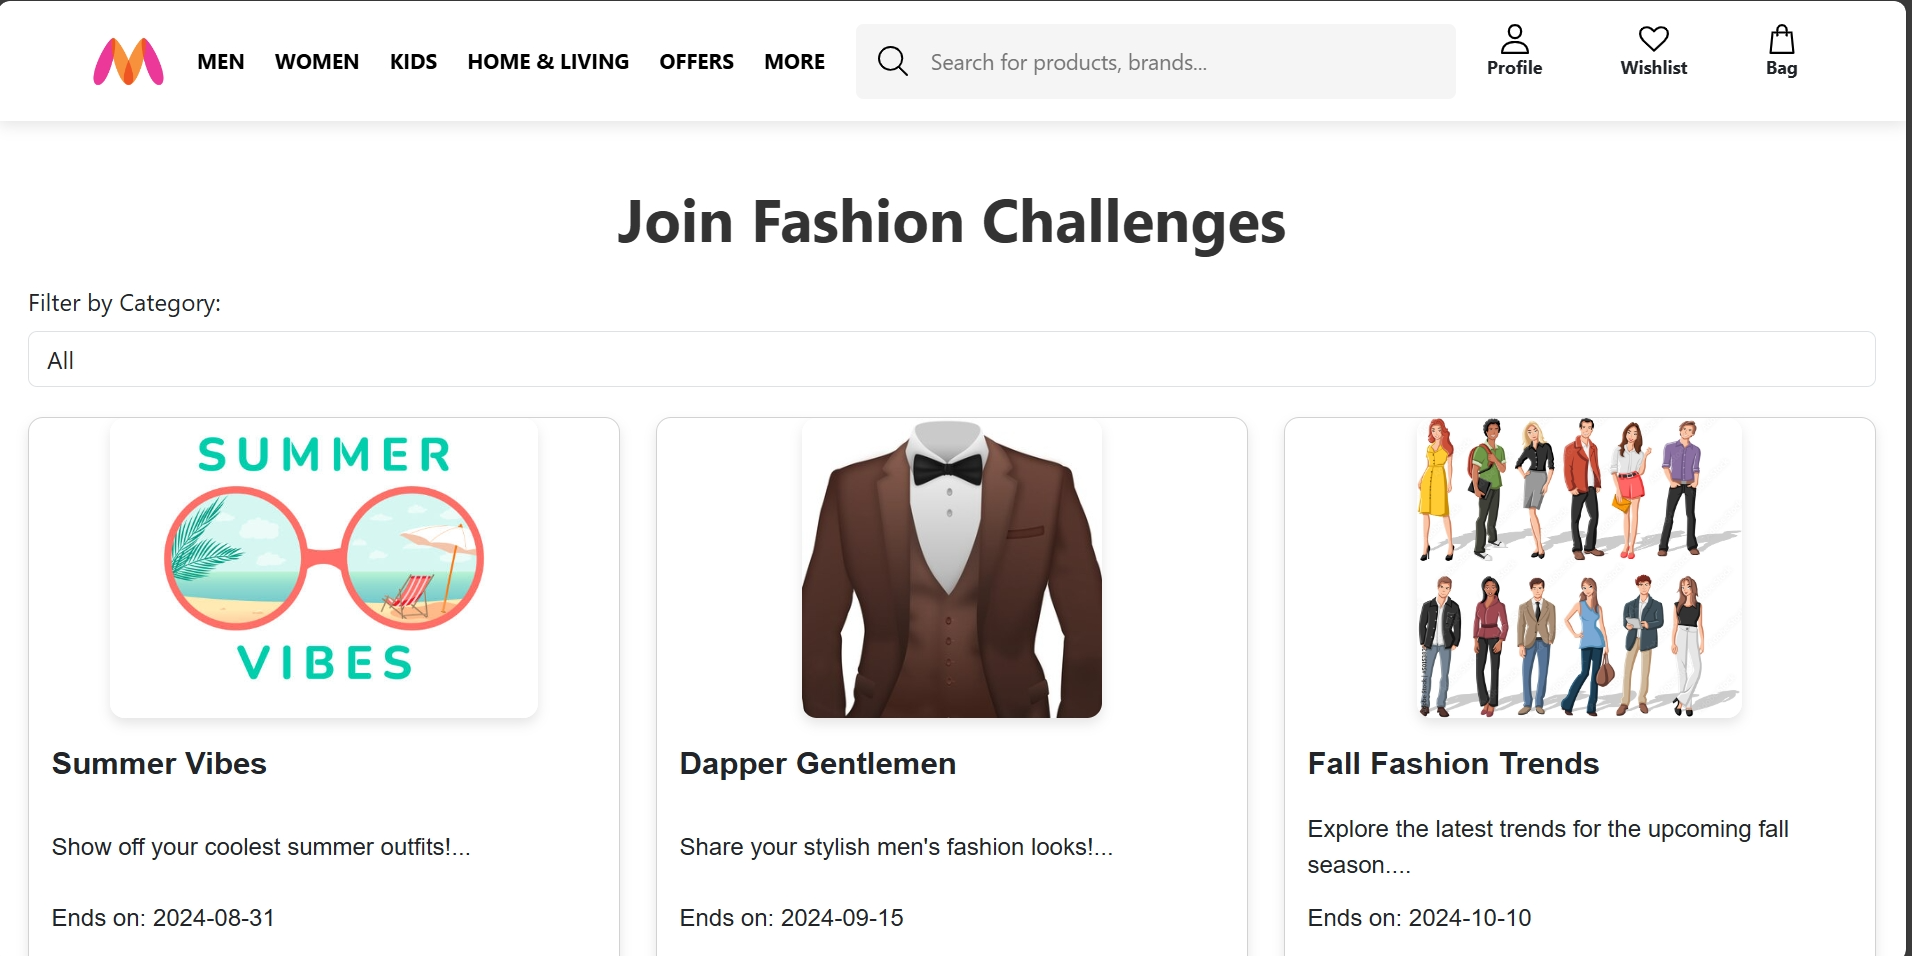 MEN WOMEN KIDS HOME & LIVING OFFERS MORE Search for products, brands... Profile Wishlist Bag
Join Fashion Challenges
Filter by Category:
All
SUMMER
VIBES
Summer Vibes
Show off your coolest summer outfits!...
Ends on: 2024-08-31
Dapper Gentlemen
Share your stylish men's fashion looks!...
Ends on: 2024-09-15
Fall Fashion Trends
Explore the latest trends for the upcoming fall
season....
Ends on: 2024-10-10